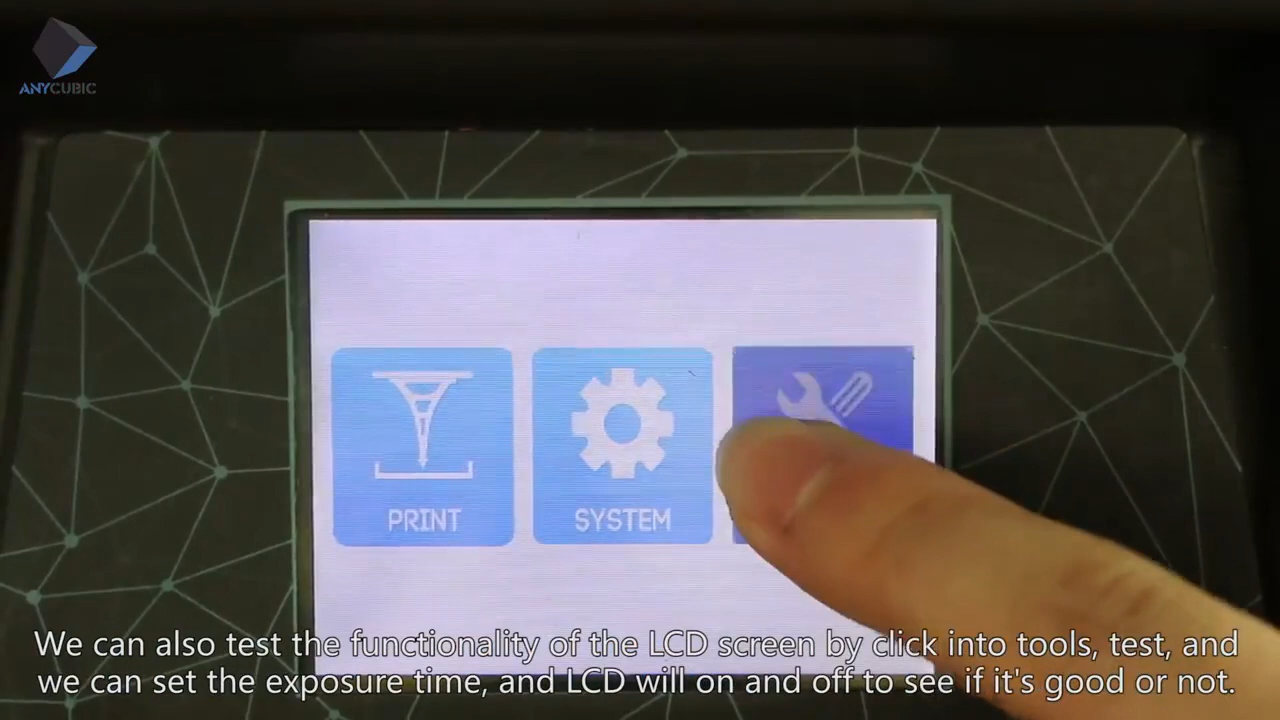 ANYCUBIC
PRINT
SYSTEM
We can also test the functionality of the LCD screen by click into tools, test, and
we can set the exposure time, and LCD will on and off to see if it's good or not.